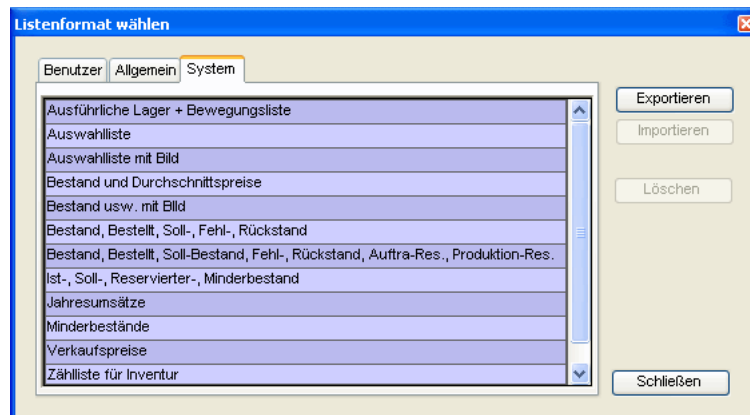 Listenformat wählen
Benutzer Allgemein System
Ausführliche Lager + Bewegungsliste
Auswahlliste
Auswahlliste mit Bild
Bestand und Durchschnittspreise
Bestand usw. mit BIld
Bestand, Bestellt, Soll-, Fehl-, Rückstand
Bestand, Bestellt, Soll-Bestand, Fehl-, Rückstand, Auftra-Res., Produktion-Res.
Ist-, Soll-, Reservierter-, Minderbestand
Jahresumsätze
Minderbestände
Verkaufspreise
Zählliste für Inventur
Exportieren
Importieren
Löschen
Schließen